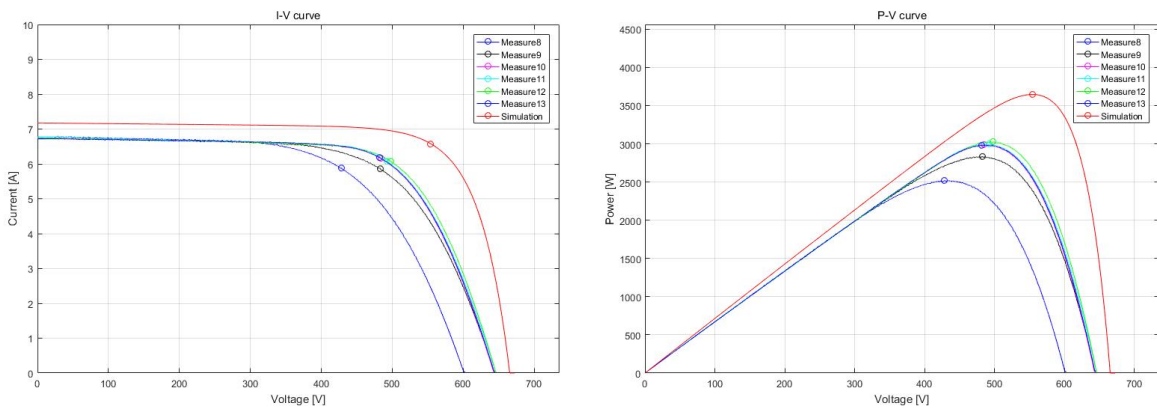 I-V curve
10
9
8
7
6
5
4
3
2
1
0
Current [A]
0
100
200
300
400
500
600
700
Voltage [V]
Measure8
Measure9
Measure10
Measure11
Measure12
Measure13
Simulation
P-V curve
4500
4000
3500
3000
2500
2000
1500
1000
500
0
Power [W]
0
100
200
300
400
500
600
700
Voltage [V]
Measure8
Measure9
Measure10
Measure11
Measure12
Measure13
Simulation